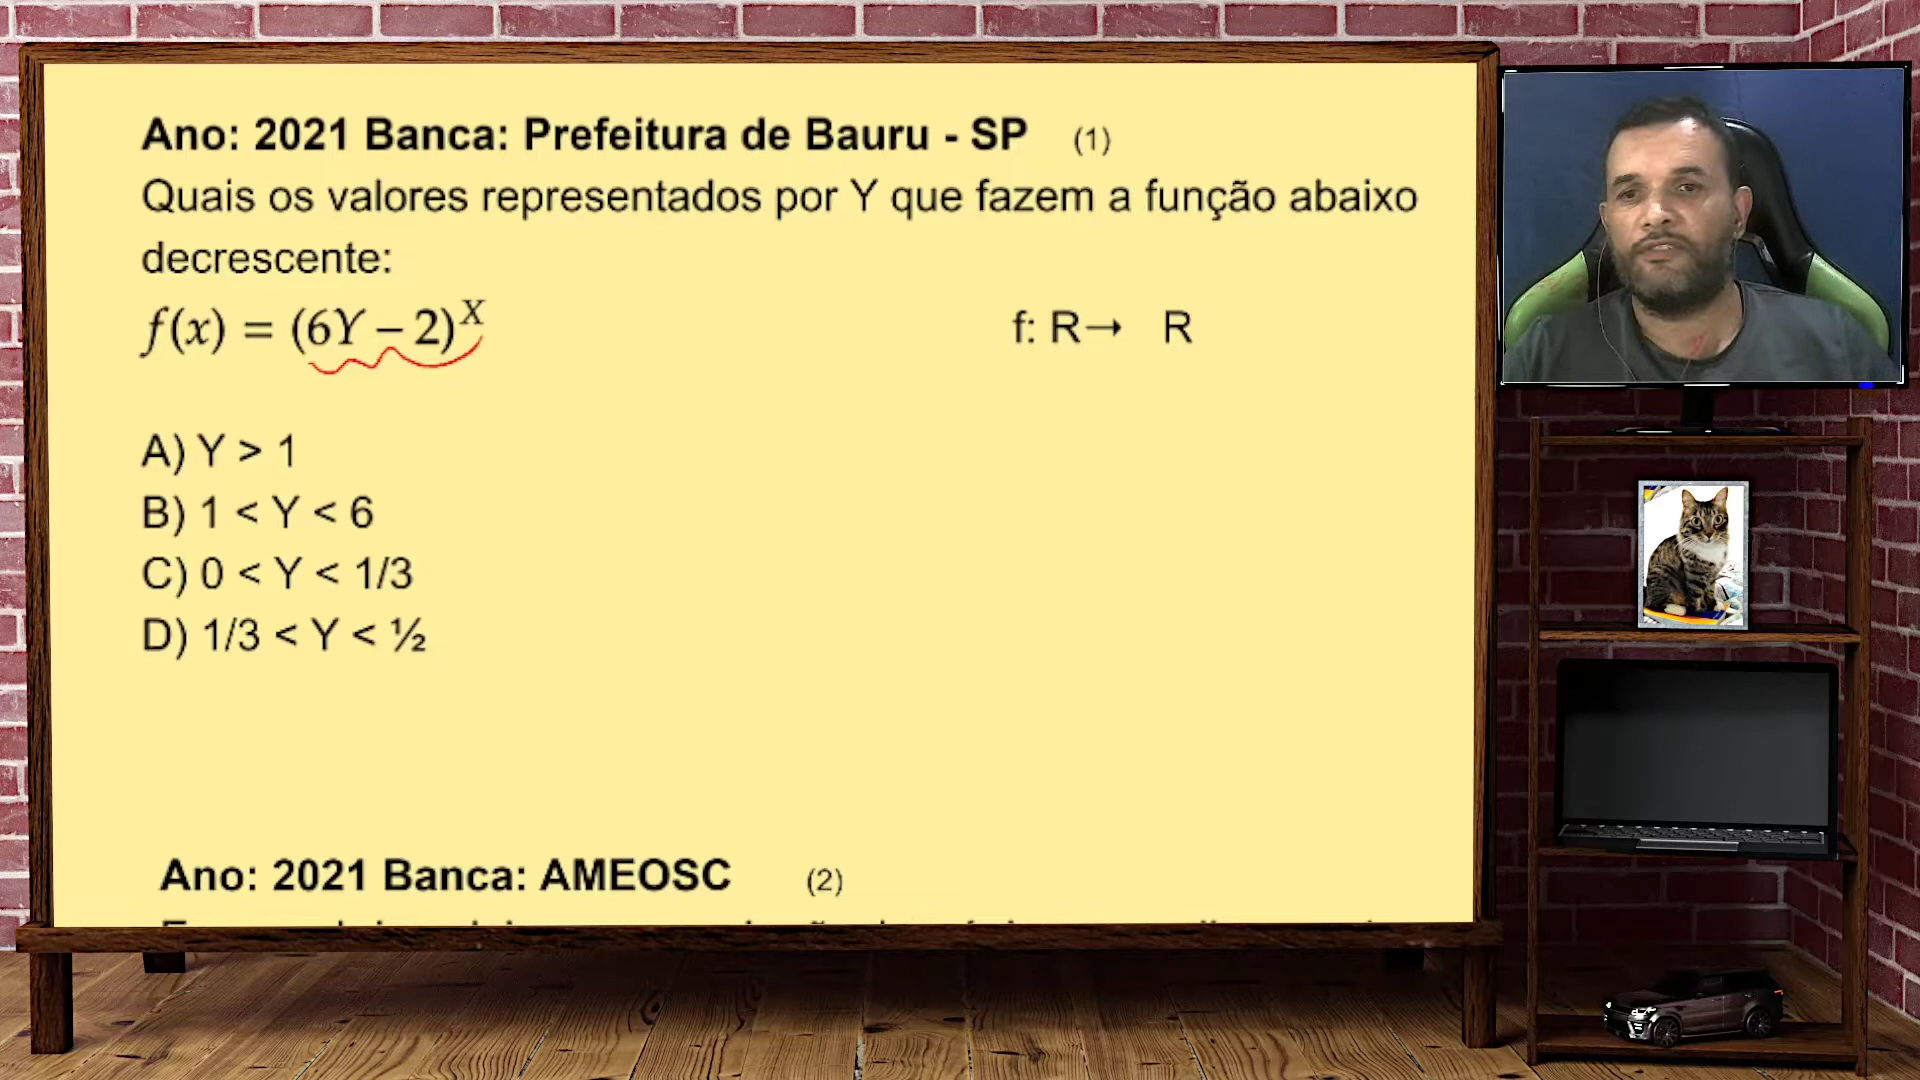 Ano: 2021 Banca: Prefeitura de Bauru - SP (1)
Quais os valores representados por Y que fazem a função abaixo
decrescente:
f(x) = (6Y − 2)^X f: R→ R
A) Y > 1
B) 1 < Y < 6
C) 0 < Y < 1/3
D) 1/3 < Y < ½
Ano: 2021 Banca: AMEOSC (2)